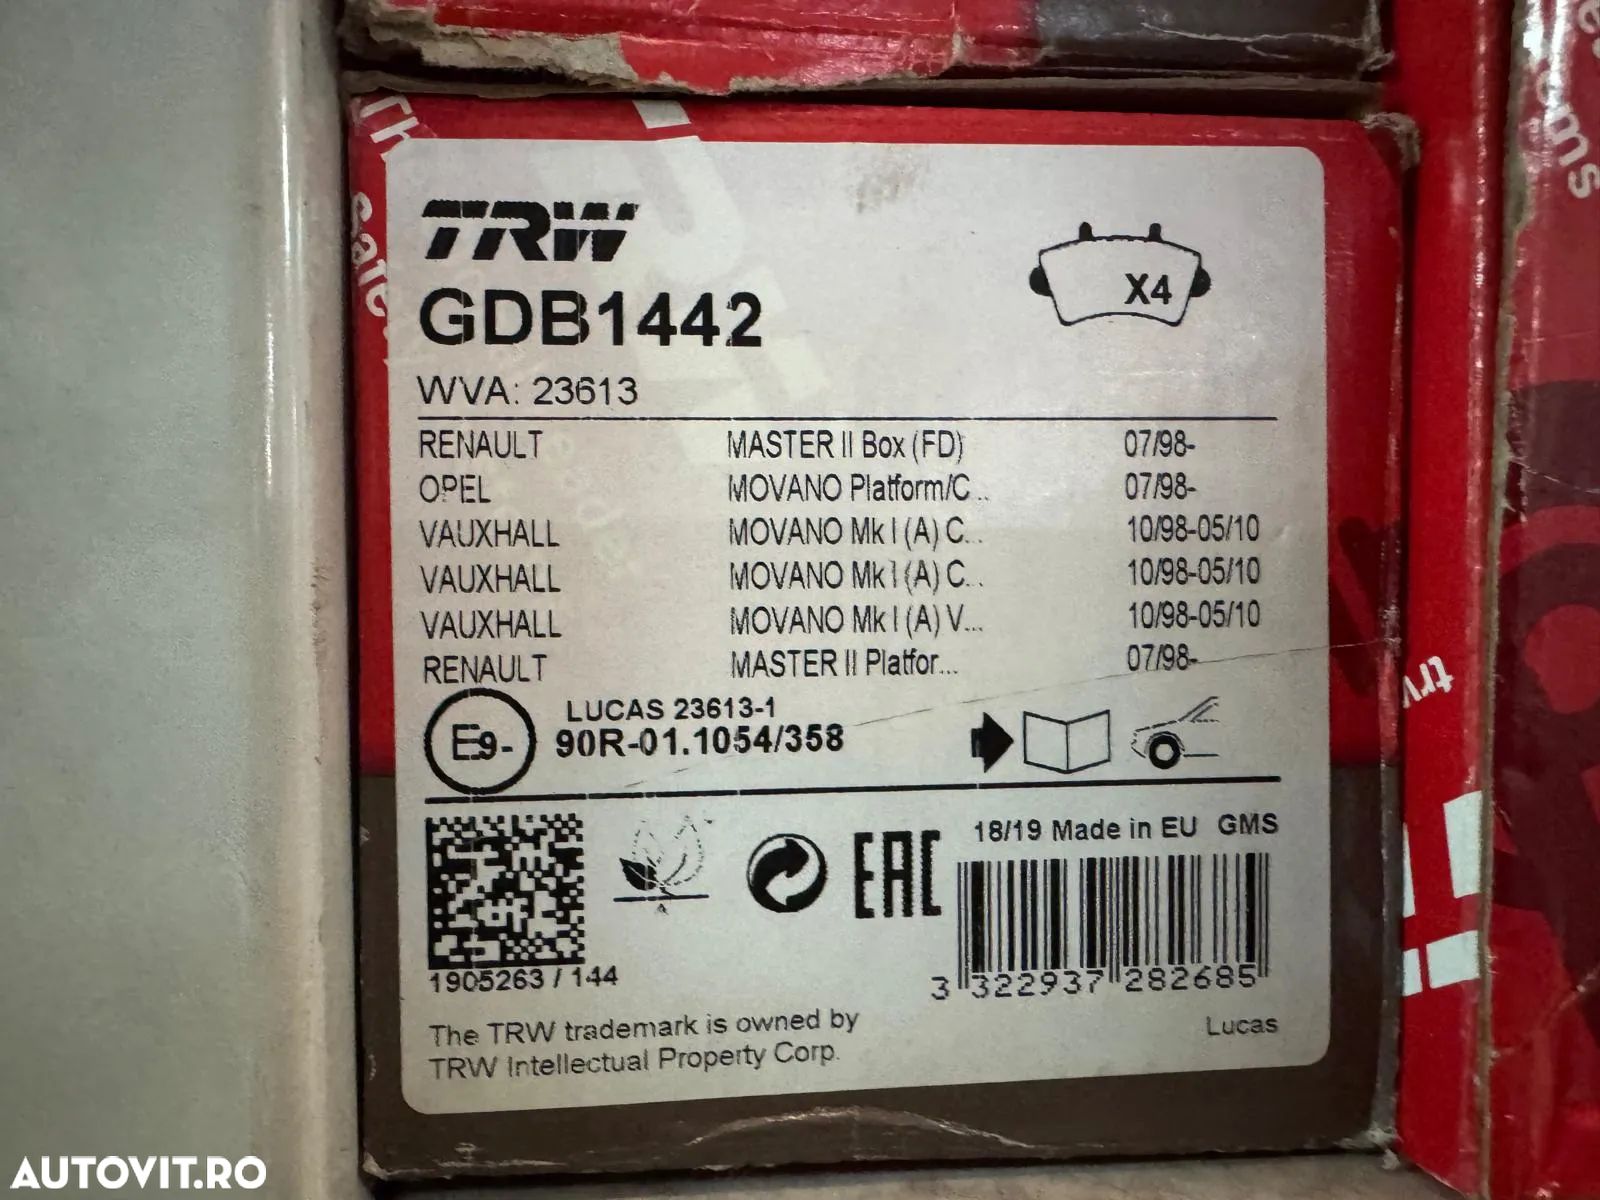 TRW
GDB1442
X4
WVA: 23613
RENAULT MASTER II Box (FD) 07/98-
OPEL MOVANO Platform/C... 07/98-
VAUXHALL MOVANO Mk I (A) C... 10/98-05/10
VAUXHALL MOVANO Mk I (A) C... 10/98-05/10
VAUXHALL MOVANO Mk I (A) V... 10/98-05/10
RENAULT MASTER II Platfor... 07/98-
E9-
LUCAS 23613-1
90R-01.1054/358
18/19 Made in EU GMS
EAC
1905263 / 144
3 322937 282685
The TRW trademark is owned by
TRW Intellectual Property Corp.
Lucas
AUTOVIT.RO